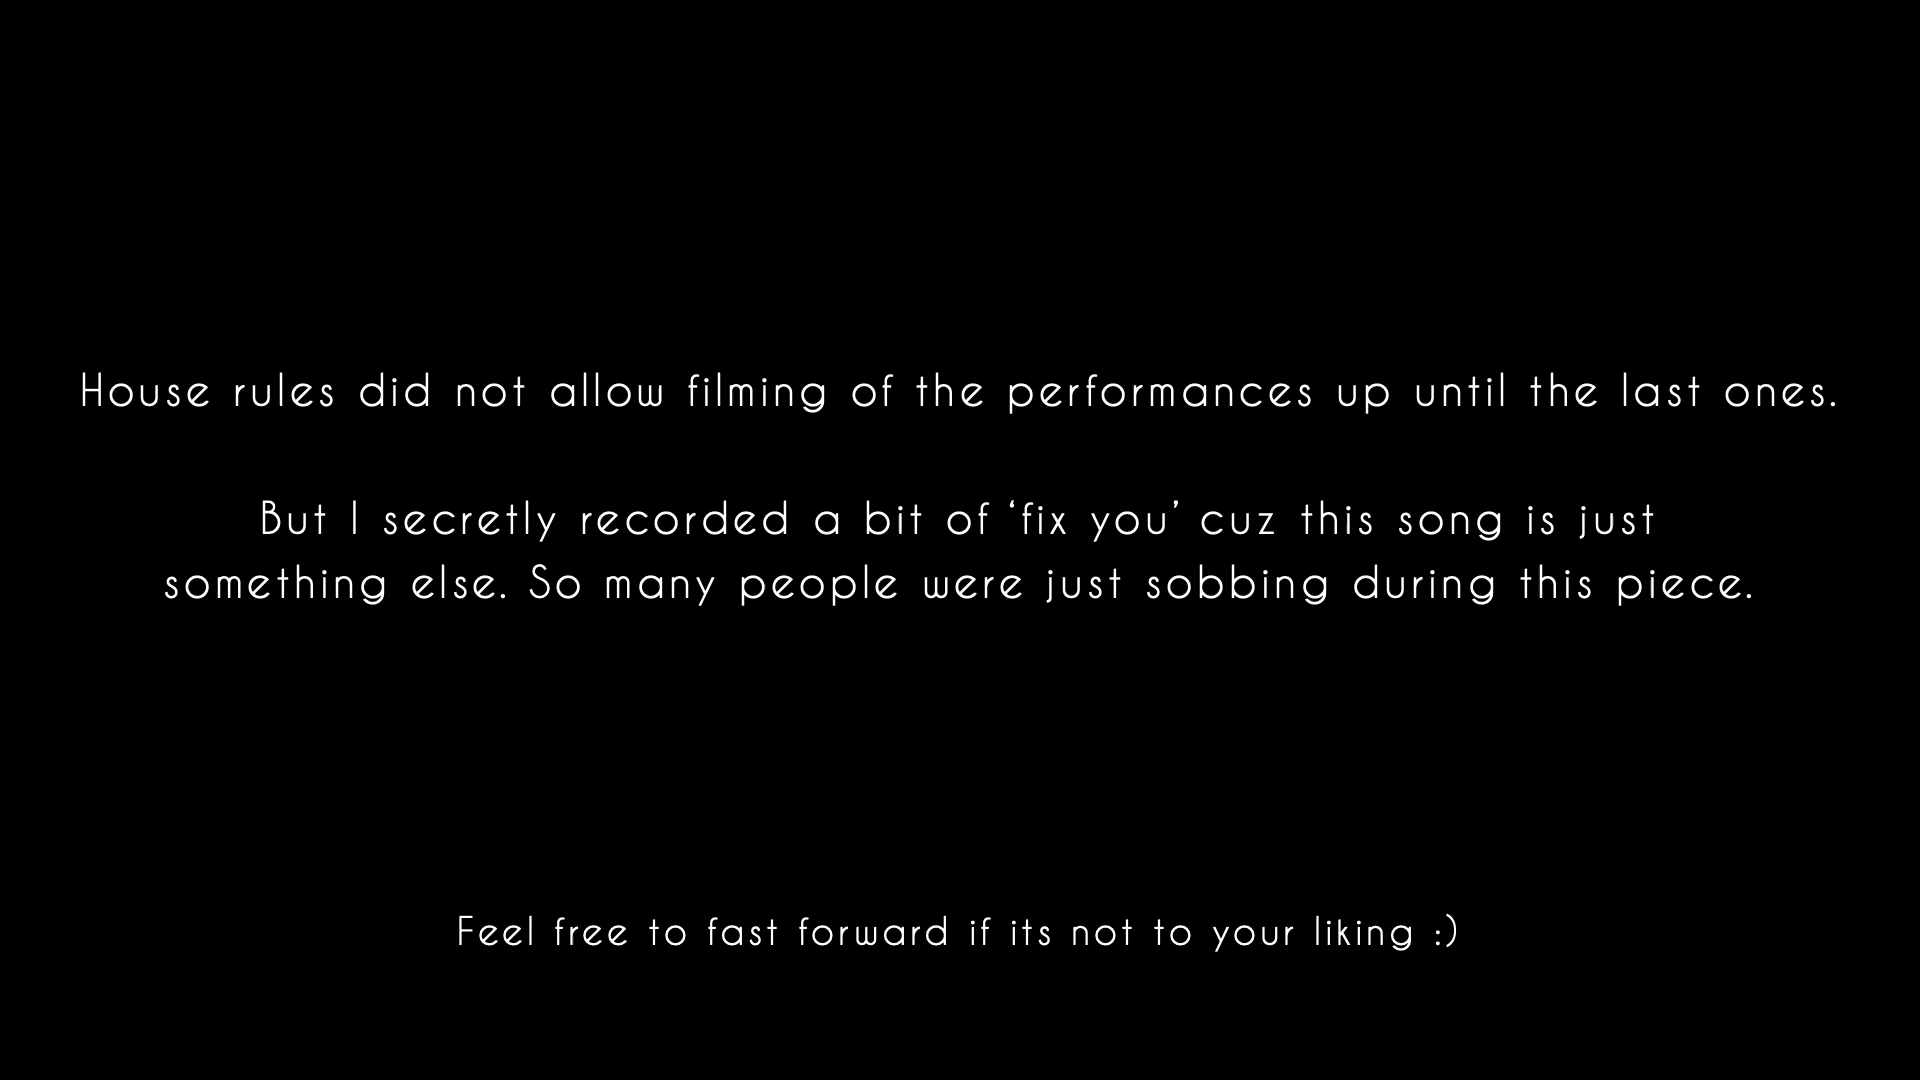 House rules did not allow filming of the performances up until the last ones.
But I secretly recorded a bit of ‘fix you’ cuz this song is just
something else. So many people were just sobbing during this piece.
Feel free to fast forward if its not to your liking :)